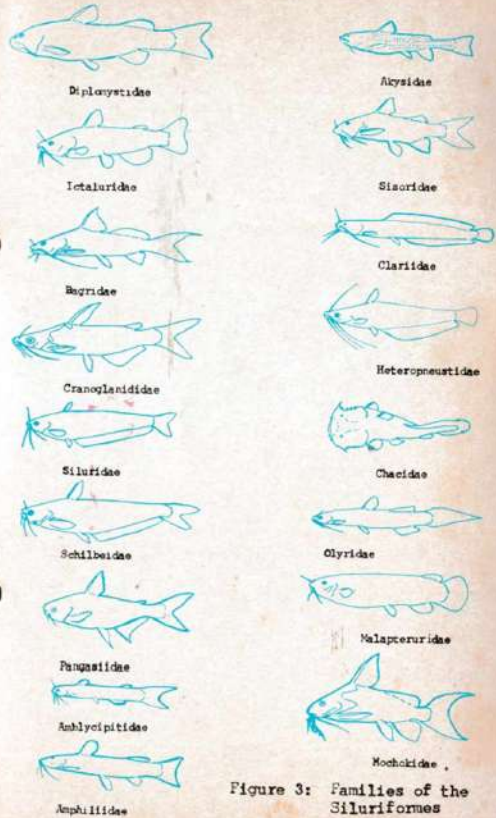 Diplomystidae
Ictaluridae
Bagridae
Cranoglanididae
Siluridae
Schilbeidae
Pangasiidae
Amblycipitidae
Amphiliidae
Akysidae
Sisoridae
Clariidae
Heteropneustidae
Chacidae
Olyridae
Malapteruridae
Mochokidae .
Figure 3: Families of the
Siluriformes